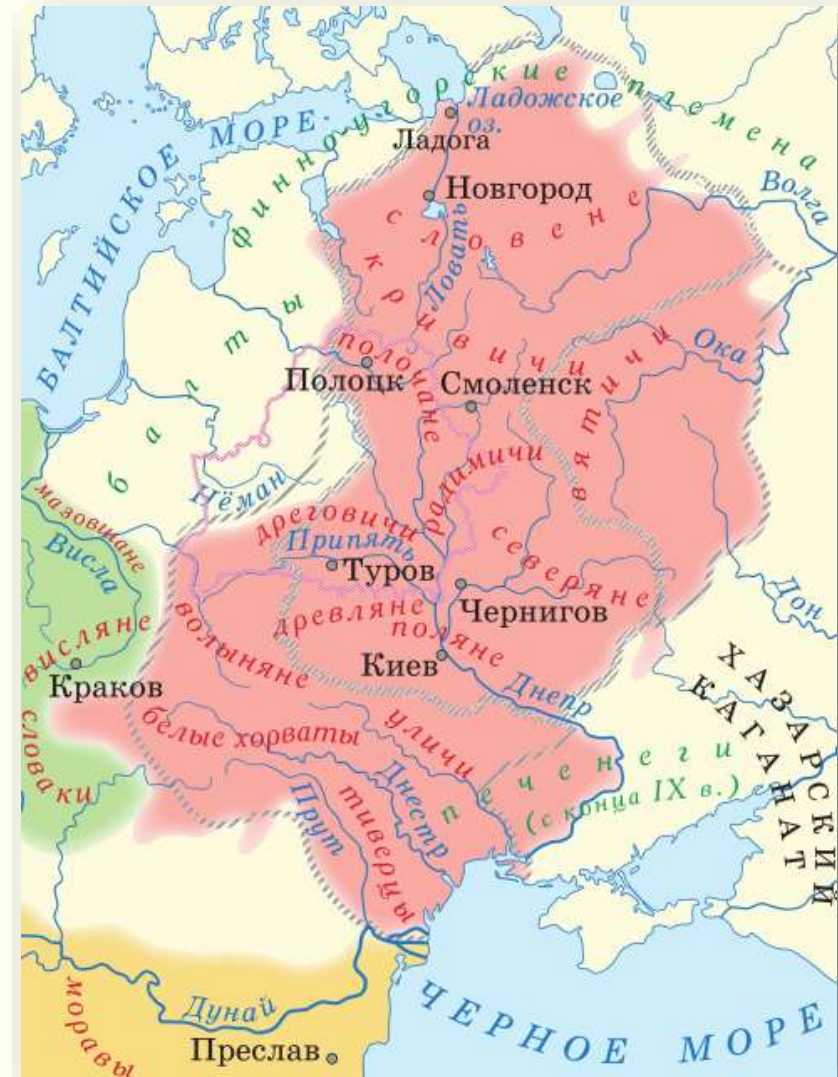 финно-угорские племена
Ладожское
оз.
БАЛТИЙСКОЕ МОРЕ
Ладога
Новгород
Волга
словене
Ловать
кривичи
балты
полочане
Полоцк
Смоленск
Ока
вятичи
радимичи
Нёман
мазовшане
Висла
дреговичи
Припять
Туров
северяне
Чернигов
Дон
древляне
поляне
волыняне
висляне
Краков
Киев
Днепр
ХАЗАРСКИЙ
КАГАНАТ
словаки
белые хорваты
уличи
Днестр
печенеги
(с конца IX в.)
Прут
тиверцы
Дунай
моравы
Преслав
ЧЕРНОЕ МОРЕ